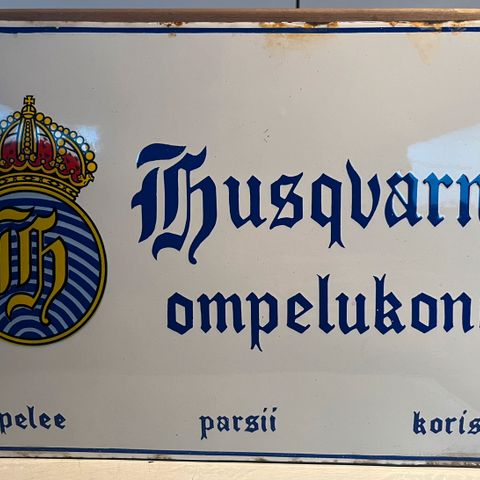 Husqvarn
ompelukon
pelee parsii koris
H